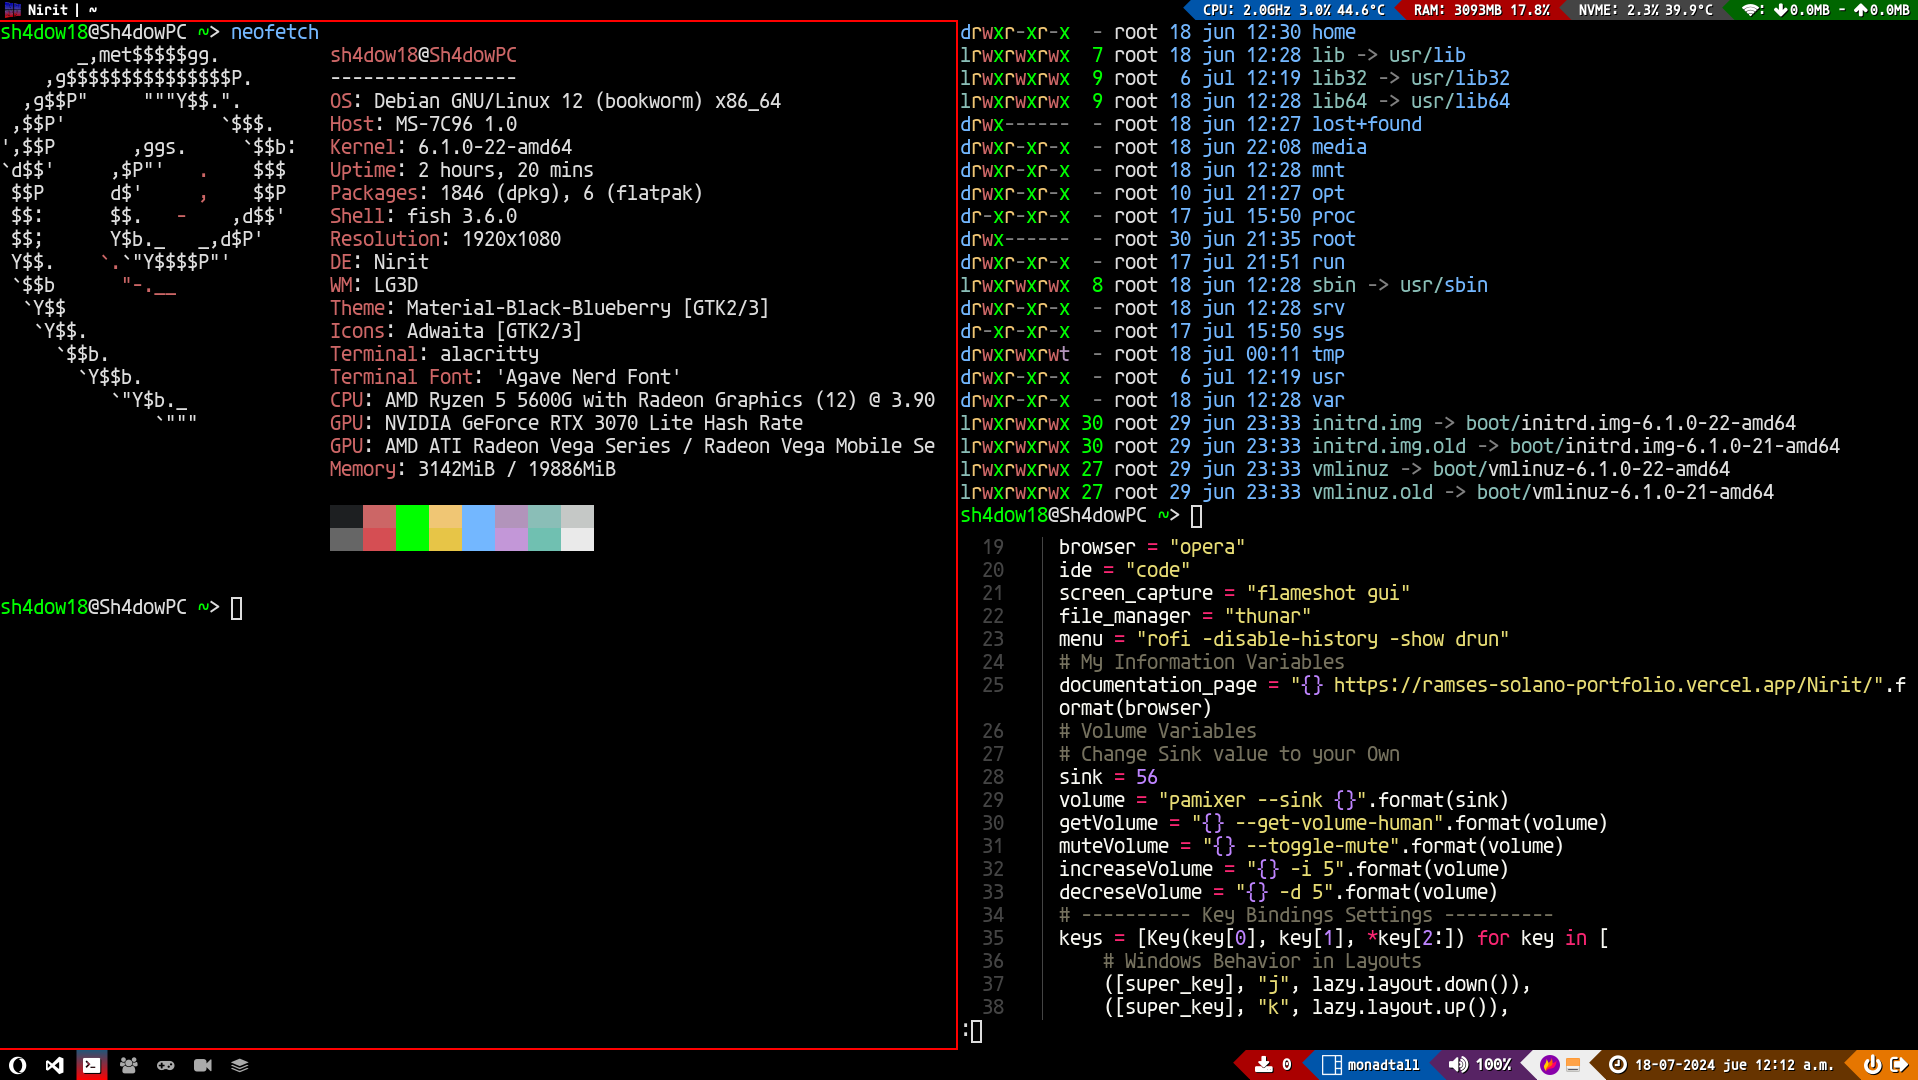 Nirit | ~
CPU: 2.0GHz 3.0% 44.6°C
RAM: 3093MB 17.8%
NVME: 2.3% 39.9°C
: 0.0MB - 0.0MB
sh4dow18@Sh4dowPC ~> neofetch
_,met$$$$$gg.
,g$$$$$$$$$$$$$$$P.
,g$$P"     """Y$$.".
,$$P'              `$$$.
',$$P       ,ggs.     `$$b:
`d$$'     ,$P"'   .    $$$
$$P      d$'     ,    $$P
$$:      $$.   -    ,d$$'
$$;      Y$b._   _,d$P'
Y$$.    `.`"Y$$$$P"'
`$$b      "-.__
`Y$$
`Y$$.
`$$b.
`Y$$b.
`"Y$b._
`"""
sh4dow18@Sh4dowPC
-----------------
OS: Debian GNU/Linux 12 (bookworm) x86_64
Host: MS-7C96 1.0
Kernel: 6.1.0-22-amd64
Uptime: 2 hours, 20 mins
Packages: 1846 (dpkg), 6 (flatpak)
Shell: fish 3.6.0
Resolution: 1920x1080
DE: Nirit
WM: LG3D
Theme: Material-Black-Blueberry [GTK2/3]
Icons: Adwaita [GTK2/3]
Terminal: alacritty
Terminal Font: 'Agave Nerd Font'
CPU: AMD Ryzen 5 5600G with Radeon Graphics (12) @ 3.90
GPU: NVIDIA GeForce RTX 3070 Lite Hash Rate
GPU: AMD ATI Radeon Vega Series / Radeon Vega Mobile Se
Memory: 3142MiB / 19886MiB
sh4dow18@Sh4dowPC ~>
drwxr-xr-x  - root 18 jun 12:30 home
lrwxrwxrwx  7 root 18 jun 12:28 lib -> usr/lib
lrwxrwxrwx  9 root  6 jul 12:19 lib32 -> usr/lib32
lrwxrwxrwx  9 root 18 jun 12:28 lib64 -> usr/lib64
drwx------  - root 18 jun 12:27 lost+found
drwxr-xr-x  - root 18 jun 22:08 media
drwxr-xr-x  - root 18 jun 12:28 mnt
drwxr-xr-x  - root 10 jul 21:27 opt
dr-xr-xr-x  - root 17 jul 15:50 proc
drwx------  - root 30 jun 21:35 root
drwxr-xr-x  - root 17 jul 21:51 run
lrwxrwxrwx  8 root 18 jun 12:28 sbin -> usr/sbin
drwxr-xr-x  - root 18 jun 12:28 srv
dr-xr-xr-x  - root 17 jul 15:50 sys
drwxrwxrwt  - root 18 jul 00:11 tmp
drwxr-xr-x  - root  6 jul 12:19 usr
drwxr-xr-x  - root 18 jun 12:28 var
lrwxrwxrwx 30 root 29 jun 23:33 initrd.img -> boot/initrd.img-6.1.0-22-amd64
lrwxrwxrwx 30 root 29 jun 23:33 initrd.img.old -> boot/initrd.img-6.1.0-21-amd64
lrwxrwxrwx 27 root 29 jun 23:33 vmlinuz -> boot/vmlinuz-6.1.0-22-amd64
lrwxrwxrwx 27 root 29 jun 23:33 vmlinuz.old -> boot/vmlinuz-6.1.0-21-amd64
sh4dow18@Sh4dowPC ~>
19 browser = "opera"
20 ide = "code"
21 screen_capture = "flameshot gui"
22 file_manager = "thunar"
23 menu = "rofi -disable-history -show drun"
24 # My Information Variables
25 documentation_page = "{} https://ramses-solano-portfolio.vercel.app/Nirit/".f
ormat(browser)
26 # Volume Variables
27 # Change Sink value to your Own
28 sink = 56
29 volume = "pamixer --sink {}".format(sink)
30 getVolume = "{} --get-volume-human".format(volume)
31 muteVolume = "{} --toggle-mute".format(volume)
32 increaseVolume = "{} -i 5".format(volume)
33 decreseVolume = "{} -d 5".format(volume)
34 # ---------- Key Bindings Settings ----------
35 keys = [Key(key[0], key[1], *key[2:]) for key in [
36     # Windows Behavior in Layouts
37     ([super_key], "j", lazy.layout.down()),
38     ([super_key], "k", lazy.layout.up()),
:
0
monadtall
100%
18-07-2024 jue 12:12 a.m.